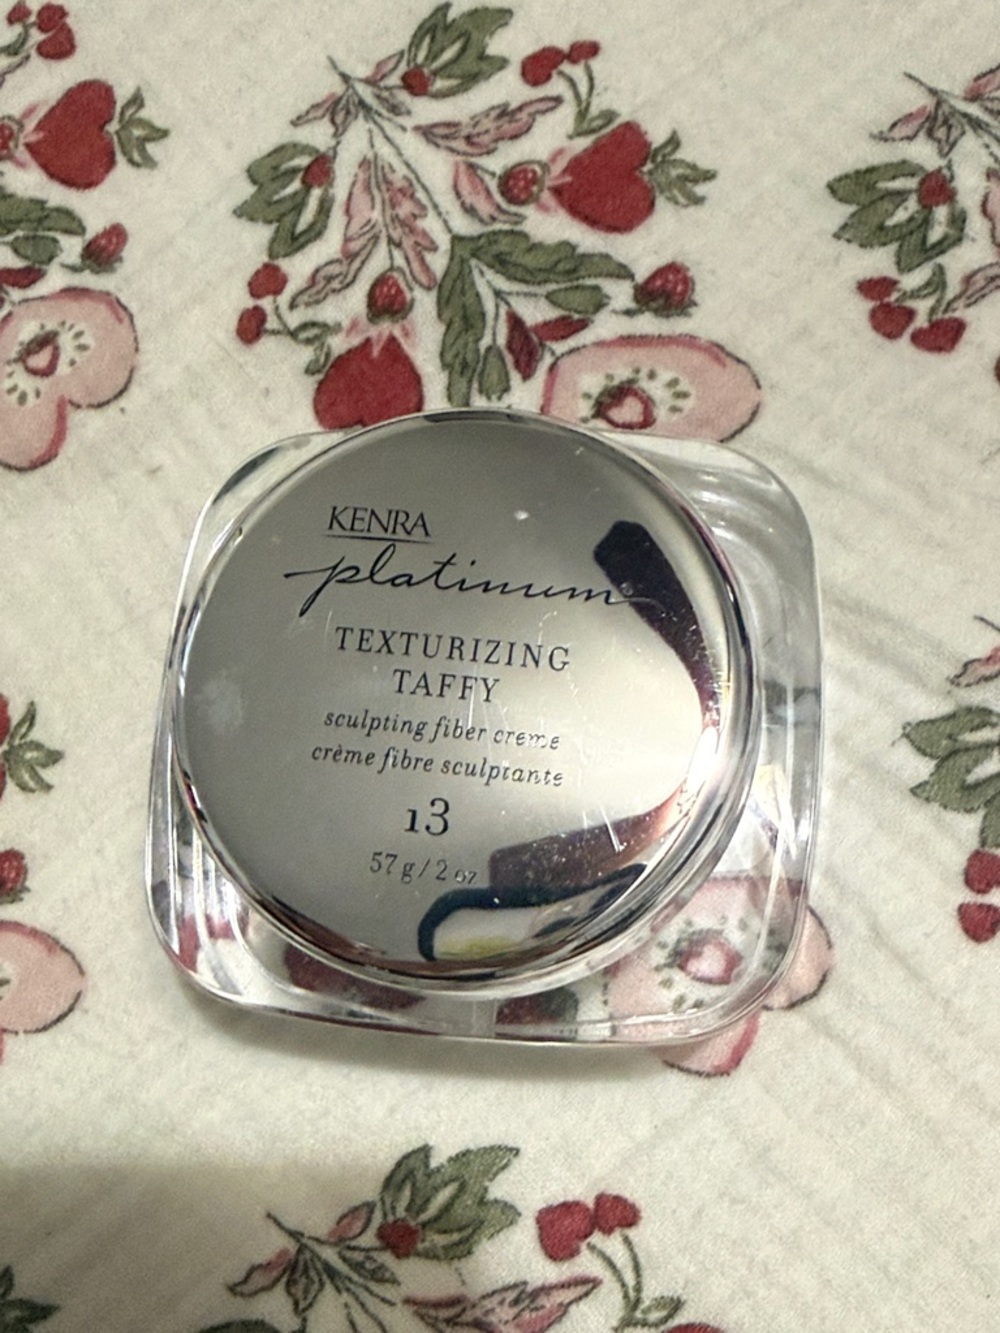 KENRA
platinum
TEXTURIZING
TAFFY
sculpting fiber creme
crème fibre sculptante
13
57 g / 2 oz